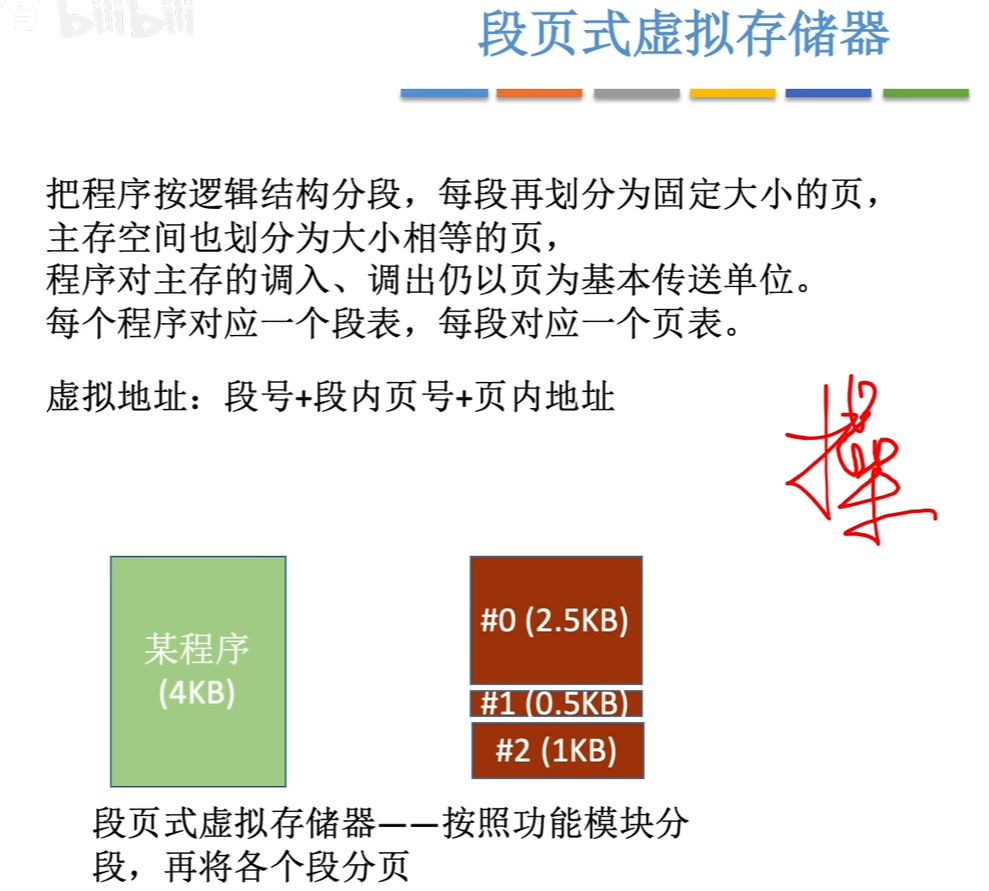 bilibili
段页式虚拟存储器
把程序按逻辑结构分段，每段再划分为固定大小的页，
主存空间也划分为大小相等的页，
程序对主存的调入、调出仍以页为基本传送单位。
每个程序对应一个段表，每段对应一个页表。
虚拟地址：段号+段内页号+页内地址
某程序
(4KB)
#0 (2.5KB)
#1 (0.5KB)
#2 (1KB)
段页式虚拟存储器——按照功能模块分
段，再将各个段分页